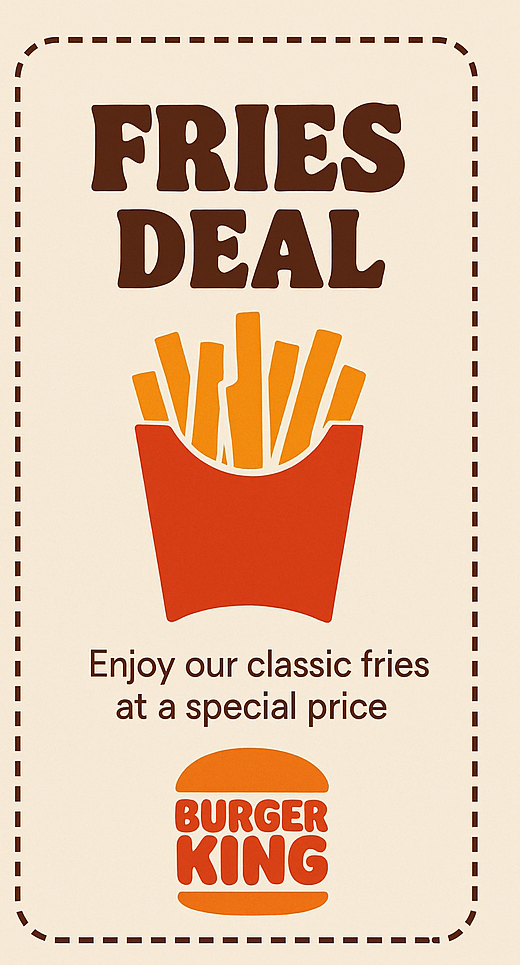 FRIES
DEAL
Enjoy our classic fries
at a special price
BURGER
KING